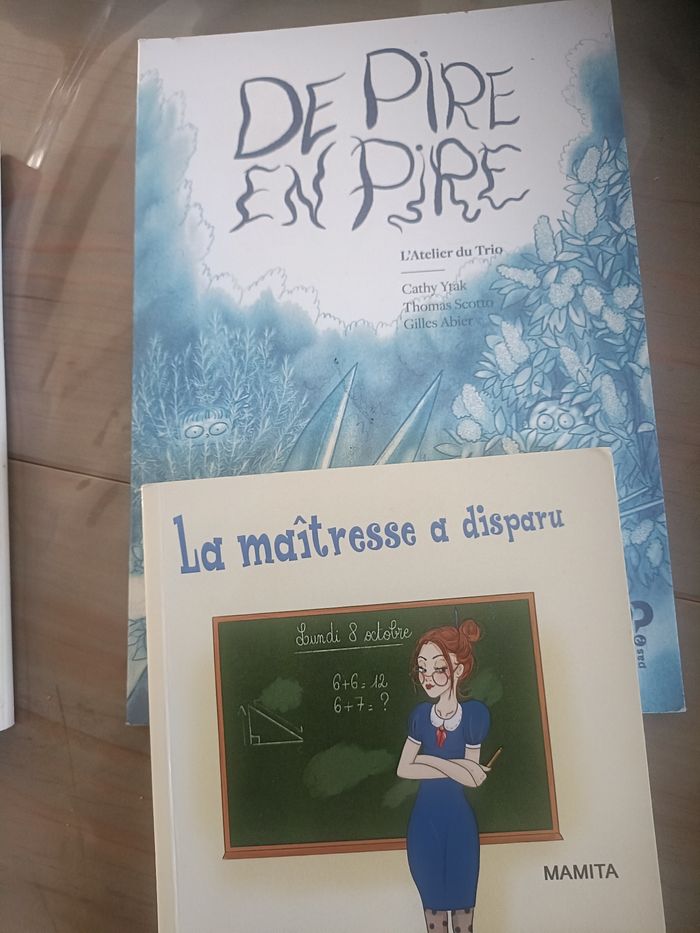 DE PIRE
EN PIRE
L'Atelier du Trio
Cathy Ytak
Thomas Scotto
Gilles Abier
pas
La maîtresse a disparu
Lundi 8 octobre
6+6=12
6+7=?
MAMITA